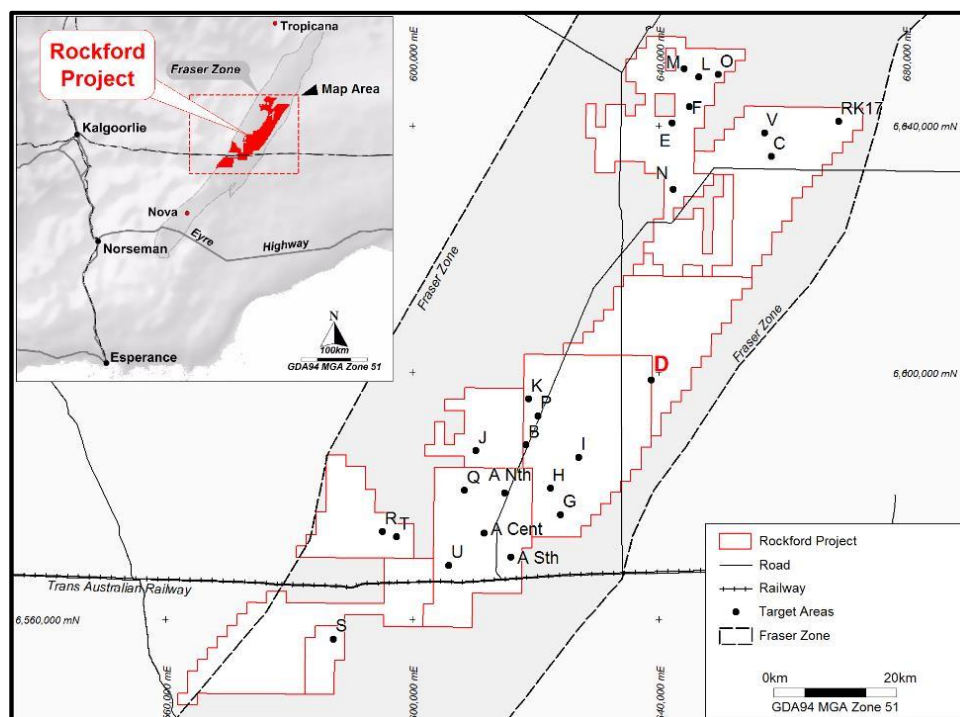 Tropicana
Rockford
Project
Fraser Zone
Map Area
Kalgoorlie
Nova
Norseman
Eyre
Highway
Esperance
N
100km
GDA94 MGA Zone 51
600,000 mE
640,000 mE
680,000 mE
M
L
O
F
E
V
RK17
6,640,000 mN
C
N
Fraser Zone
Fraser Zone
D
6,600,000 mN
K
P
B
J
I
Q
A Nth
H
G
R
T
A Cent
A Sth
U
Trans Australian Railway
6,560,000 mN
S
560,000 mE
600,000 mE
640,000 mE
Rockford Project
Road
Railway
Target Areas
Fraser Zone
0km
20km
GDA94 MGA Zone 51